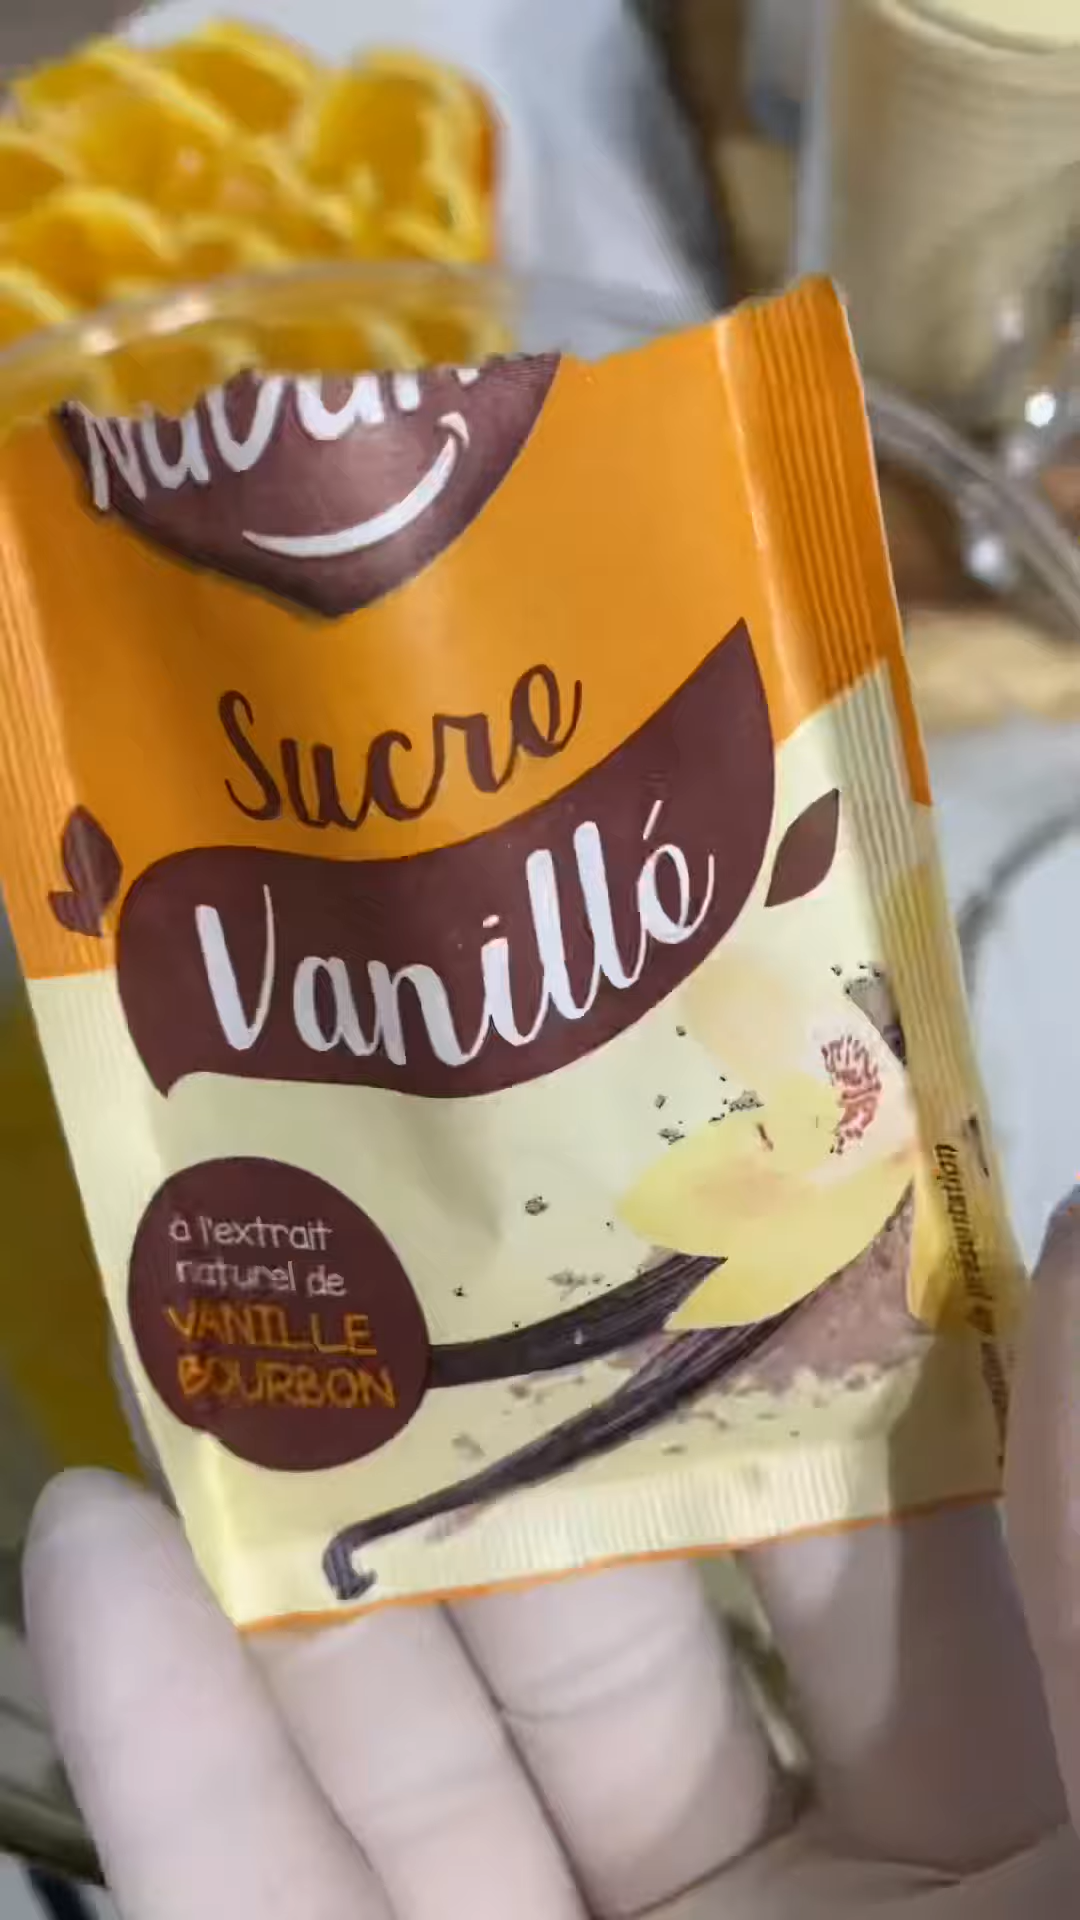 Sucre
Vanillé
à l'extrait
naturel de
VANILLE
BOURBON